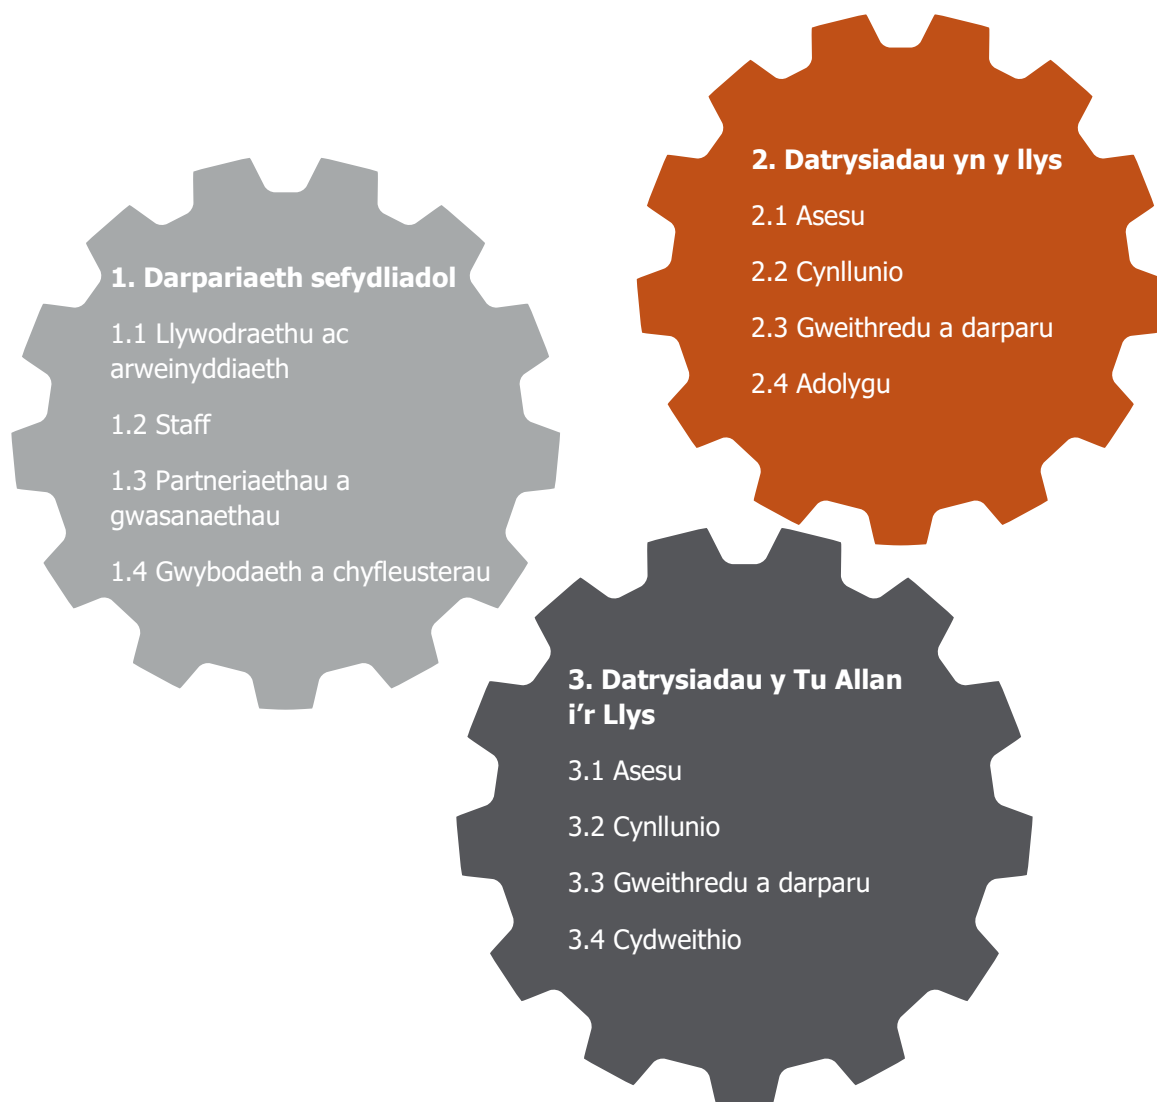 1. Darpariaeth sefydliadol
1.1 Llywodraethu ac
arweinyddiaeth
1.2 Staff
1.3 Partneriaethau a
gwasanaethau
1.4 Gwybodaeth a chyfleusterau
2. Datrysiadau yn y llys
2.1 Asesu
2.2 Cynllunio
2.3 Gweithredu a darparu
2.4 Adolygu
3. Datrysiadau y Tu Allan
i’r Llys
3.1 Asesu
3.2 Cynllunio
3.3 Gweithredu a darparu
3.4 Cydweithio